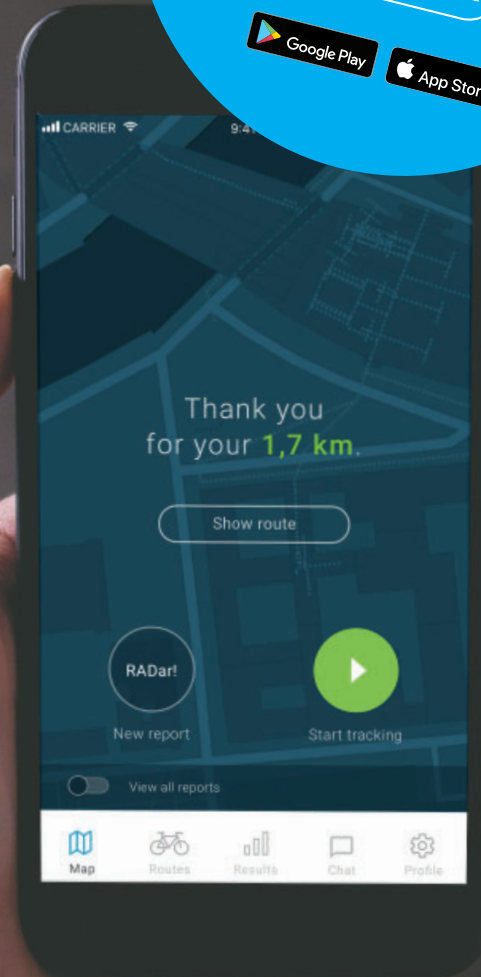 Google Play
App Stor
CARRIER
9:41
Thank you
for your 1,7 km.
Show route
RADar!
New report
Start tracking
View all reports
Map
Routes
Results
Chat
Profile